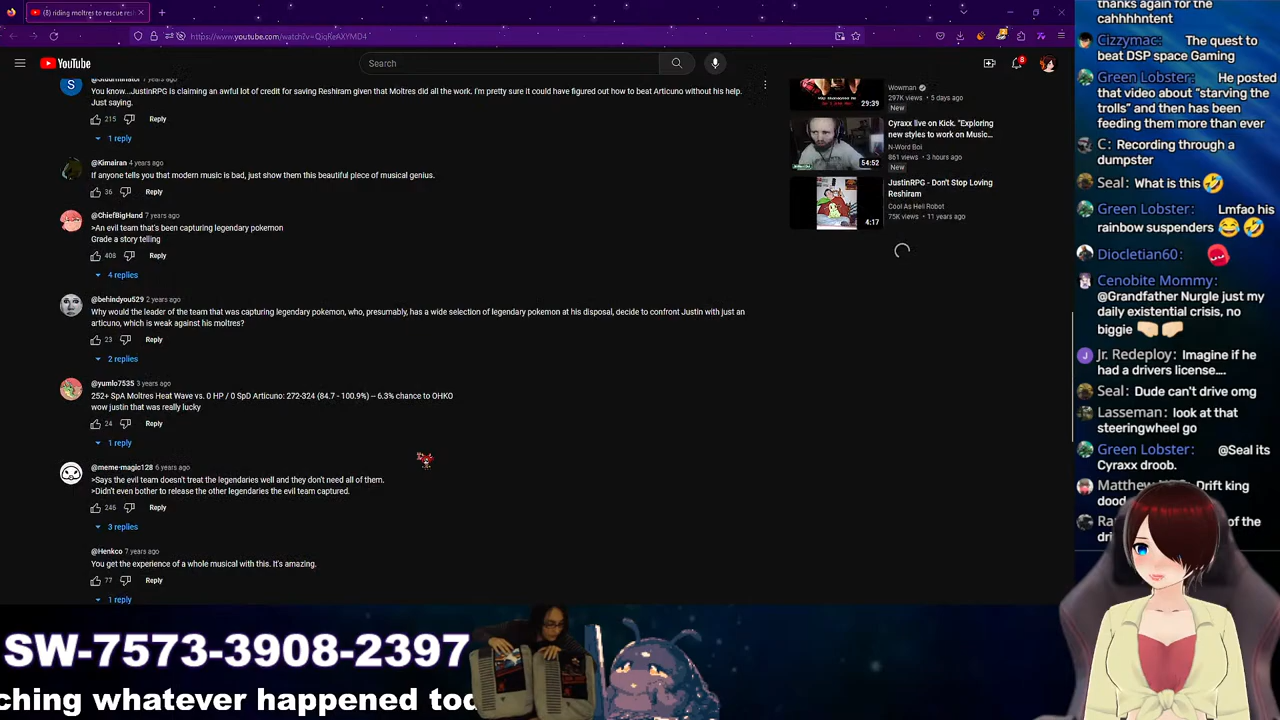 (8) riding moltres to rescue res
https://www.youtube.com/watch?v=QiqReAXYMD4
YouTube
Search
8
7 years ago
You know...JustinRPG is claiming an awful lot of credit for saving Reshiram given that Moltres did all the work. I'm pretty sure it could have figured out how to beat Articuno without his help.
Just saying.
215 Reply
1 reply
@Kimairan 4 years ago
If anyone tells you that modern music is bad, just show them this beautiful piece of musical genius.
36 Reply
@ChiefBigHand 7 years ago
>An evil team that's been capturing legendary pokemon
Grade a story telling
408 Reply
4 replies
@behindyou529 2 years ago
Why would the leader of the team that was capturing legendary pokemon, who, presumably, has a wide selection of legendary pokemon at his disposal, decide to confront Justin with just an
articuno, which is weak against his moltres?
23 Reply
2 replies
@yumlo7535 3 years ago
252+ SpA Moltres Heat Wave vs. 0 HP / 0 SpD Articuno: 272-324 (84.7 - 100.9%) -- 6.3% chance to OHKO
wow justin that was really lucky
24 Reply
1 reply
@meme-magic128 6 years ago
>Says the evil team doesn't treat the legendaries well and they don't need all of them.
>Didn't even bother to release the other legendaries the evil team captured.
246 Reply
3 replies
@Henkco 7 years ago
You get the experience of a whole musical with this. It's amazing.
77 Reply
1 reply
29:39
Wowman
297K views • 5 days ago
New
54:52
Cyraxx live on Kick. "Exploring
new styles to work on Music...
N-Word Boi
861 views • 3 hours ago
New
4:17
JustinRPG - Don't Stop Loving
Reshiram
Cool As Hell Robot
75K views • 11 years ago
thanks again for the
cahhhhntent
Cizzymac: The quest to
beat DSP space Gaming
Green Lobster: He posted
that video about "starving the
trolls" and then has been
feeding them more than ever
C: Recording through a
dumpster
Seal: What is this 🤣
Green Lobster: Lmfao his
rainbow suspenders 😂🤣
Diocletian60:
Cenobite Mommy:
@Grandfather Nurgle just my
daily existential crisis, no
biggie 🤜🏻🤛🏻
Jr. Redeploy: Imagine if he
had a drivers license....
Seal: Dude can't drive omg
Lasseman: look at that
steeringwheel go
Green Lobster: @Seal its
Cyraxx droob.
Drift king
dood
of the
SW-7573-3908-2397
ching whatever happened too